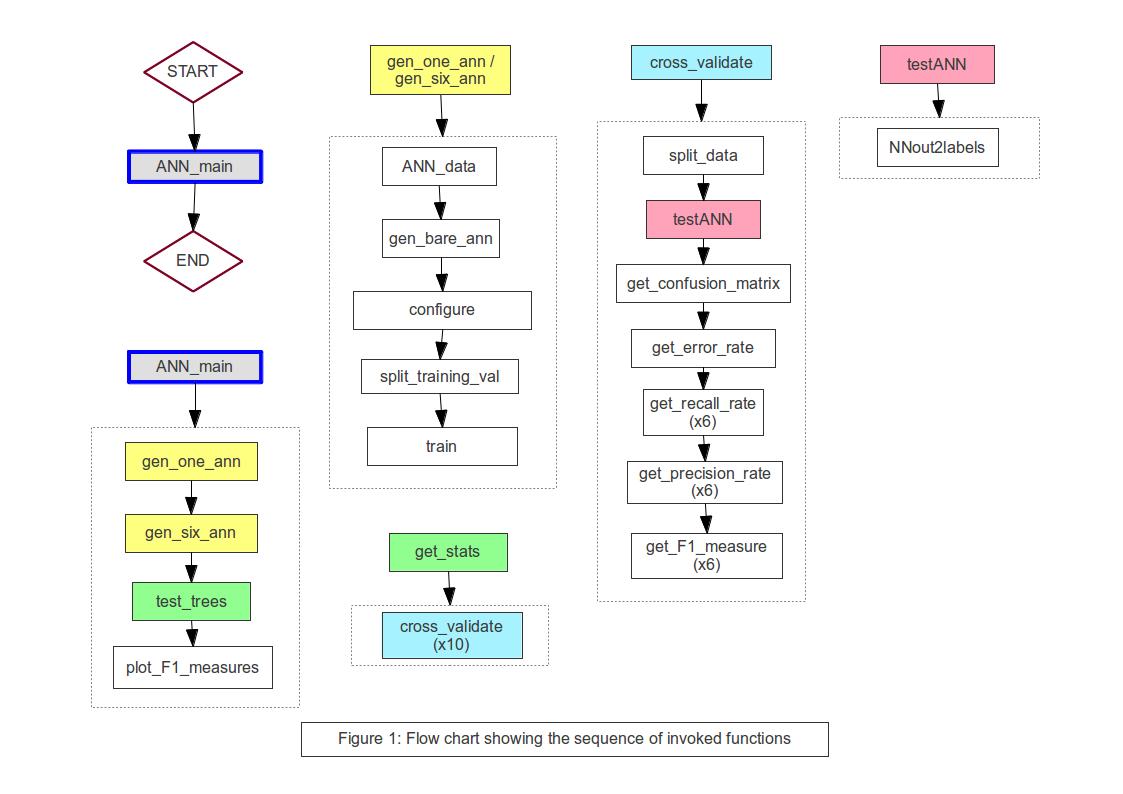 START
ANN_main
END
ANN_main
gen_one_ann
gen_six_ann
test_trees
plot_F1_measures
gen_one_ann /
gen_six_ann
ANN_data
gen_bare_ann
configure
split_training_val
train
get_stats
cross_validate
(x10)
cross_validate
split_data
testANN
get_confusion_matrix
get_error_rate
get_recall_rate
(x6)
get_precision_rate
(x6)
get_F1_measure
(x6)
testANN
NNout2labels
Figure 1: Flow chart showing the sequence of invoked functions